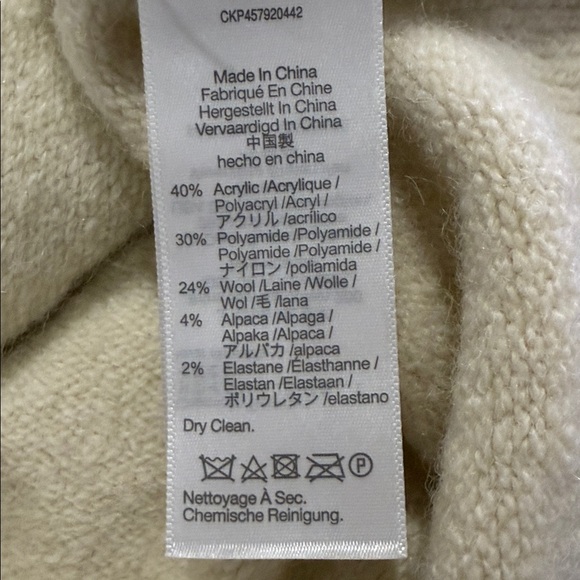 CKP457920442
Made In China
Fabriqué En Chine
Hergestellt In China
Vervaardigd In China
中国製
hecho en china
40% Acrylic /Acrylique /
Polyacryl /Acryl /
アクリル /acrílico
30% Polyamide /Polyamide /
Polyamide /Polyamide /
ナイロン /poliamida
24% Wool /Laine /Wolle /
Wol /毛 /lana
4% Alpaca /Alpaga /
Alpaka /Alpaca /
アルパカ /alpaca
2% Elastane /Élasthanne /
Elastan /Elastaan /
ポリウレタン /elastano
Dry Clean.
P
Nettoyage À Sec.
Chemische Reinigung.